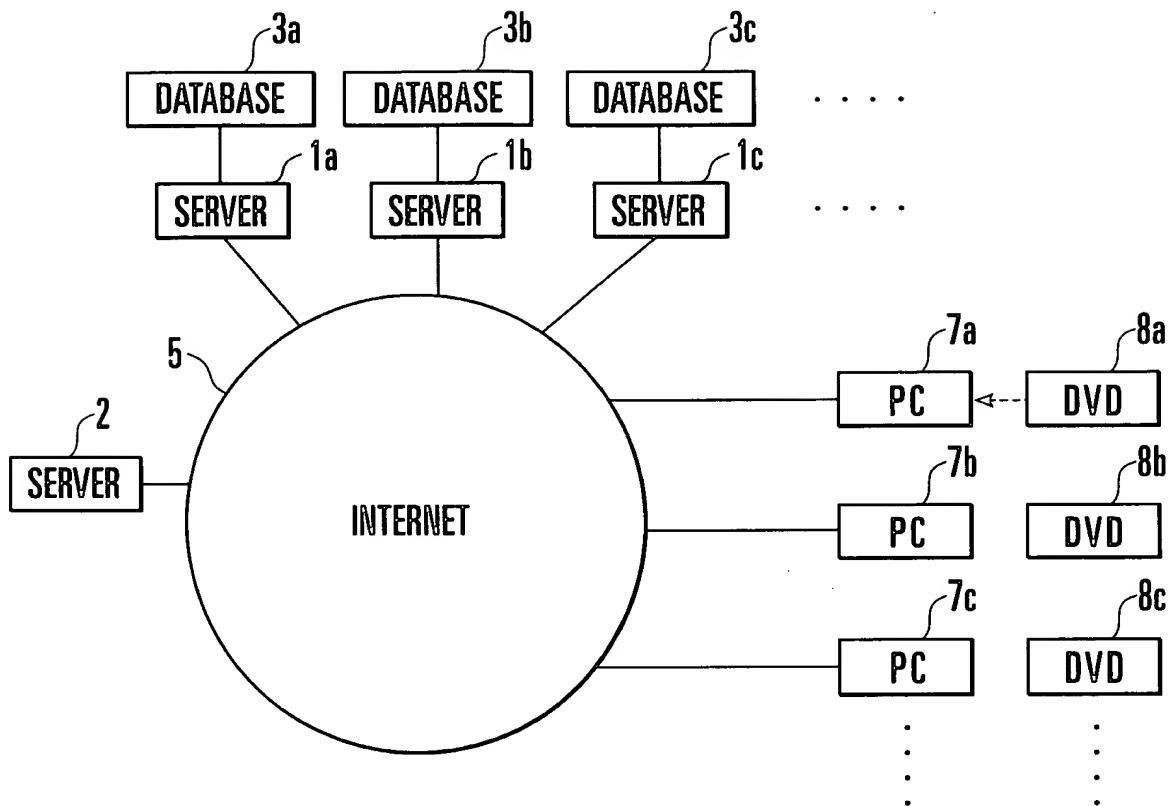 3a 3b 3c
DATABASE DATABASE DATABASE
1a 1b 1c
SERVER SERVER SERVER
5
7a 8a
PC DVD
2
SERVER
INTERNET
7b 8b
PC DVD
7c 8c
PC DVD